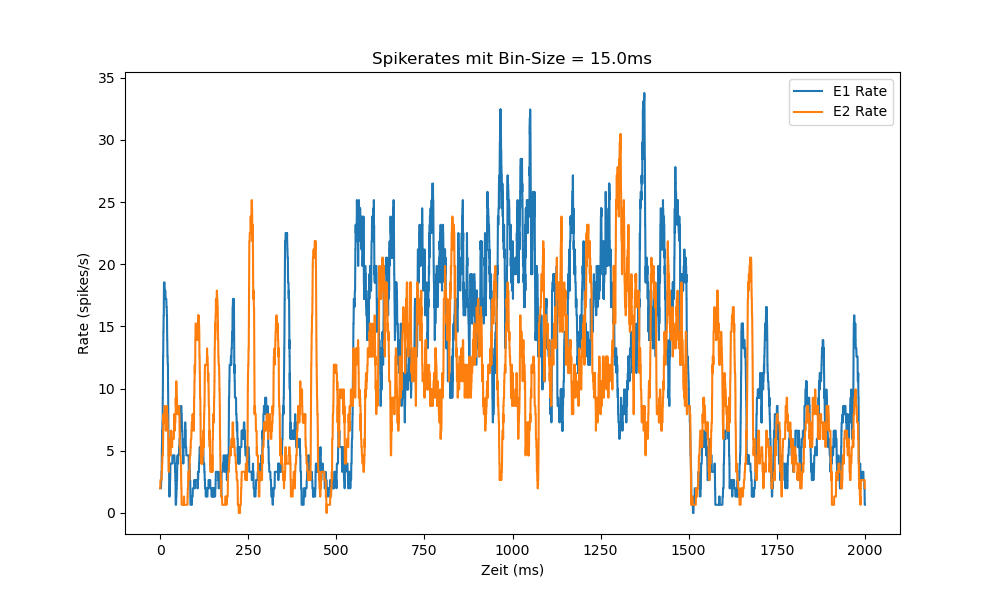 Spikerates mit Bin-Size = 15.0ms
E1 Rate
E2 Rate
Rate (spikes/s)
35
30
25
20
15
10
5
0
0 250 500 750 1000 1250 1500 1750 2000
Zeit (ms)